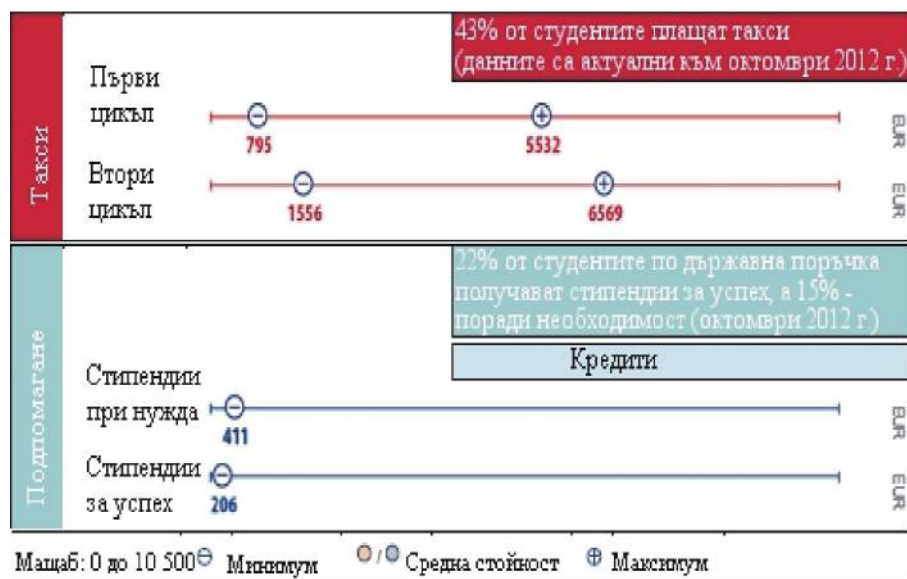 Такси
43% от студентите плащат такси
(данните са актуални към октомври 2012 г.)
Първи
цикъл
795
5532
EUR
Втори
цикъл
1556
6569
EUR
Подпомагане
22% от студентите по държавна поръчка
получават стипендии за успех, а 15% -
поради необходимост (октомври 2012 г.)
Кредити
Стипендии
при нужда
411
EUR
Стипендии
за успех
206
EUR
Мащаб: 0 до 10 500 Минимум / Средна стойност Максимум